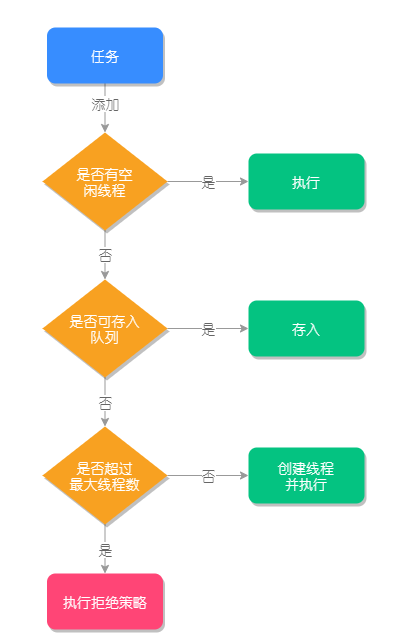 任务
添加
是否有空
闲线程
是
执行
否
是否可存入
队列
是
存入
否
是否超过
最大线程数
否
创建线程
并执行
是
执行拒绝策略